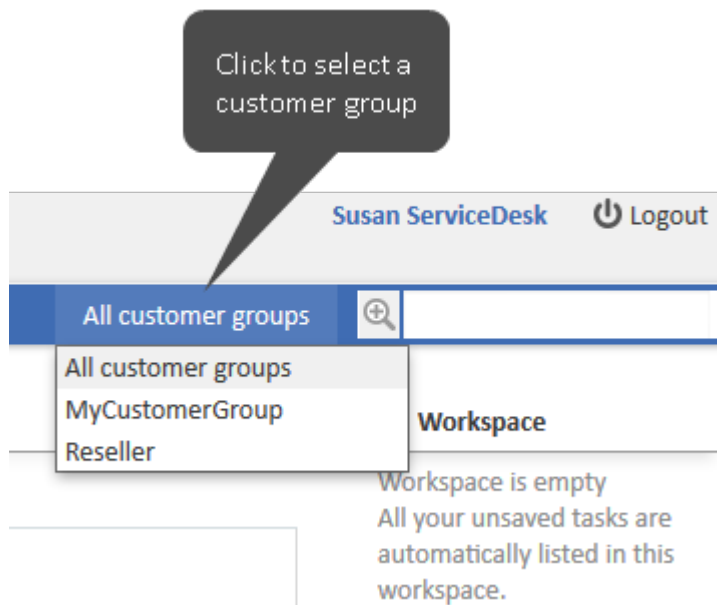 Click to select a
customer group
Susan ServiceDesk
Logout
All customer groups
All customer groups
MyCustomerGroup
Reseller
Workspace
Workspace is empty
All your unsaved tasks are
automatically listed in this
workspace.